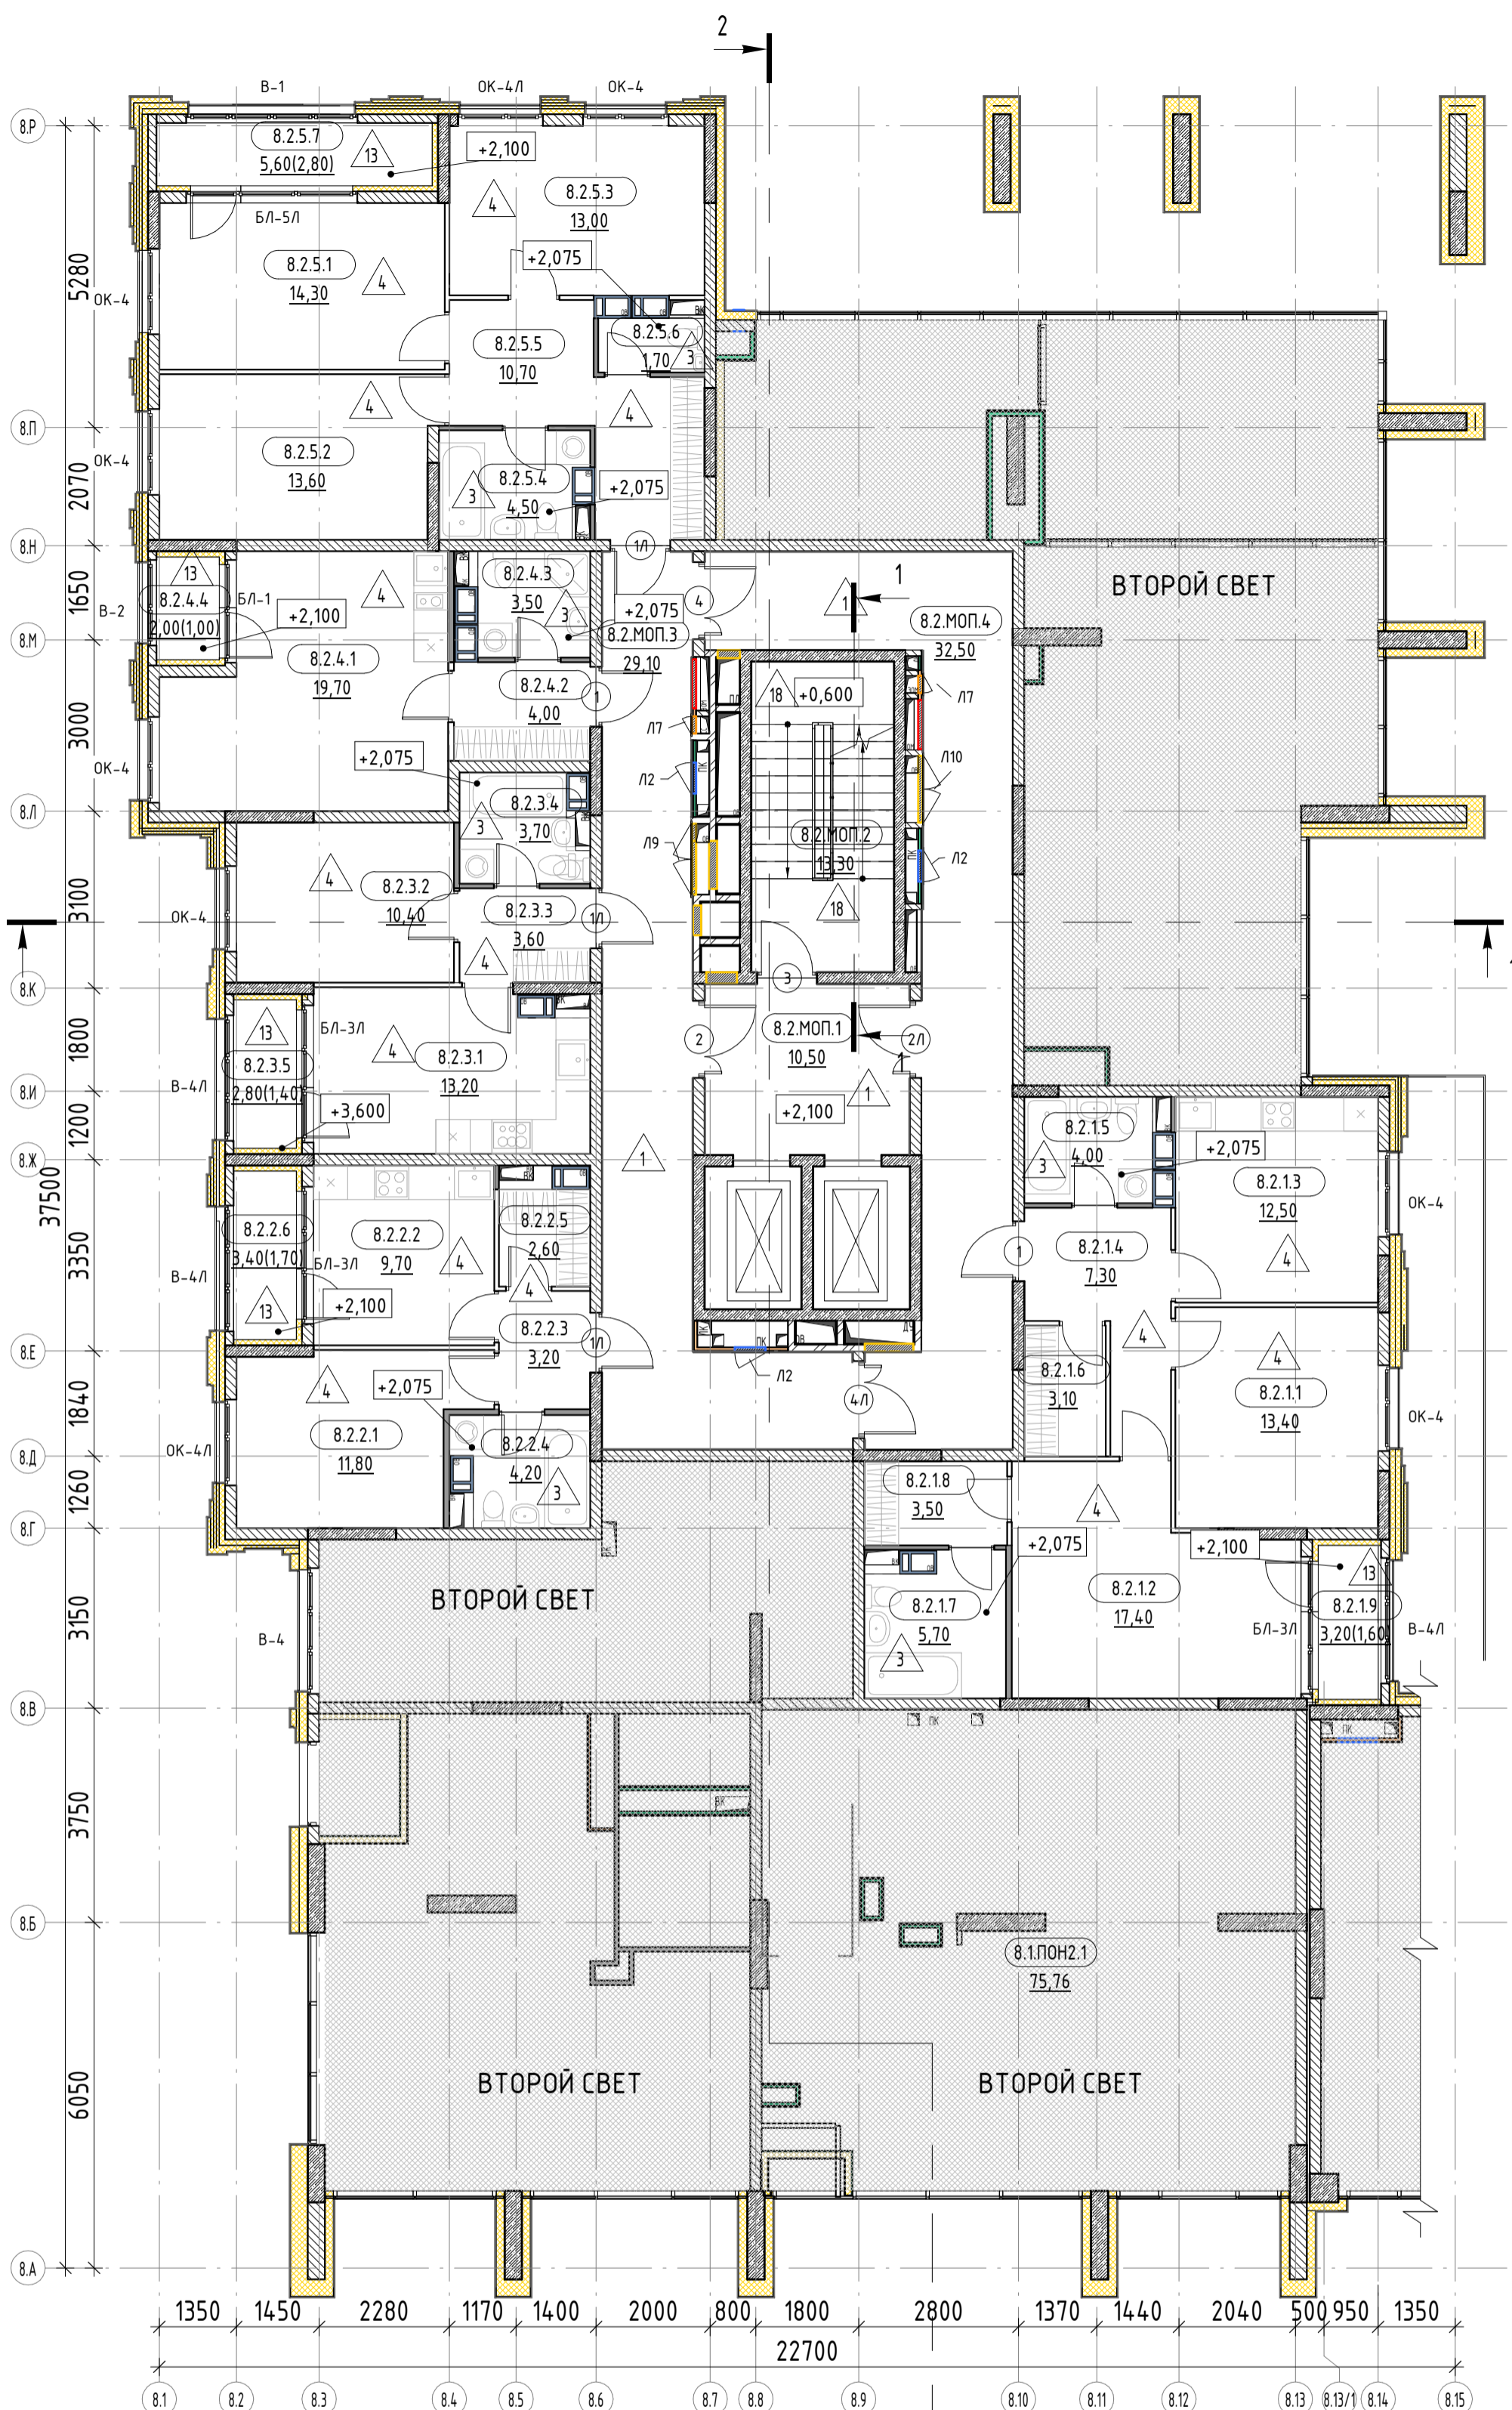 2
В-1
ОК-4Л
ОК-4
8.Р
8.2.5.7
5,60(2,80)
13
+2,100
8.2.5.3
13,00
4
БЛ-5Л
+2,075
5280
ОК-4
8.2.5.1
14,30
4
8.2.5.6
1,70
3
8.2.5.5
10,70
4
4
8.П
8.2.5.2
13,60
ОК-4
2070
8.2.5.4
4,50
3
+2,075
8.Н
1/Л
13
8.2.4.4
2,00(1,00)
БЛ-1
+2,100
В-2
1650
4
8.2.4.3
3,50
3
+2,075
4
1
1
8.2.МОП.4
32,50
ВТОРОЙ СВЕТ
8.М
8.2.МОП.3
29,10
8.2.4.1
19,70
8.2.4.2
4,00
1
18
+0,600
Л7
Л7
3000
ОК-4
+2,075
Л2
ПК
Л10
8.Л
8.2.3.4
3,70
3
Л9
8.2.МОП.2
13,30
ПК
Л2
3100
4
8.2.3.2
10,40
8.2.3.3
3,60
4
1/Л
18
ОК-4
8.К
3
1800
13
БЛ-3Л
8.2.3.5
2,80(1,40)
4
8.2.3.1
13,20
ВК
2
8.2.МОП.1
10,50
2Л
1
В-4Л
8.И
+3,600
+2,100
1
1200
8.2.1.5
4,00
3
+2,075
8.Ж
1
37500
8.2.1.3
12,50
ОК-4
3350
8.2.2.6
3,40(1,70)
БЛ-3Л
8.2.2.2
9,70
4
8.2.2.5
2,60
4
1
8.2.1.4
7,30
4
В-4Л
13
+2,100
8.2.2.3
3,20
1/Л
ПК
ПК
ОВ
ДУ
8.Е
4
4
Л2
4
+2,075
8.2.1.6
3,10
8.2.1.1
13,40
4Л
1840
ОК-4
ОК-4Л
8.2.2.1
11,80
8.2.2.4
4,20
3
8.Д
1260
8.2.1.8
3,50
4
8.Г
+2,075
+2,100
13
ВТОРОЙ СВЕТ
8.2.1.7
5,70
3
8.2.1.2
17,40
8.2.1.9
3,20(1,60)
БЛ-3Л
В-4Л
3150
В-4
8.В
ПК
ПК
3750
ВК
8.Б
8.1.ПОН2.1
75,76
6050
ВТОРОЙ СВЕТ
ВТОРОЙ СВЕТ
8.А
1350
1450
2280
1170
1400
2000
800
1800
2800
1370
1440
2040
500
950
1350
22700
8.1
8.2
8.3
8.4
8.5
8.6
8.7
8.8
8.9
8.10
8.11
8.12
8.13
8.13/1
8.14
8.15